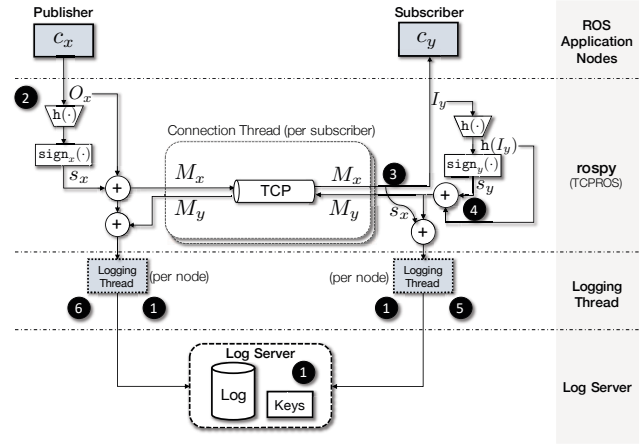 Publisher
Subscriber
ROS
Application
Nodes
c_x
c_y
2
O_x
I_y
h(·)
h(·)
h(I_y)
Connection Thread (per subscriber)
sign_x(·)
sign_y(·)
rospy
(TCPROS)
s_x
M_x
TCP
M_x
3
s_y
+
M_y
M_y
+
4
+
s_x
+
Logging
Thread
(per node)
(per node)
Logging
Thread
Logging
Thread
6
1
1
5
Log Server
1
Log
Keys
Log Server